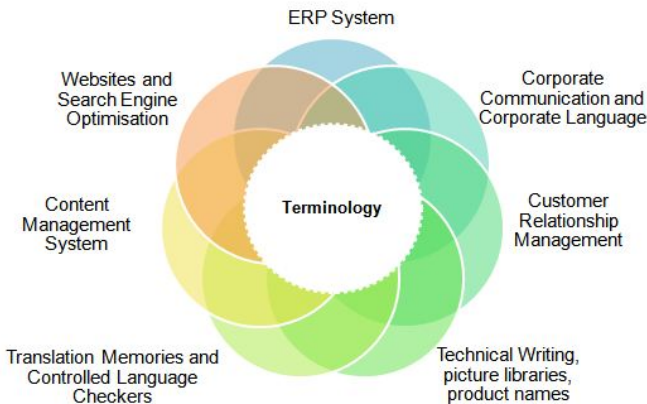 ERP System
Websites and
Search Engine
Optimisation
Corporate
Communication and
Corporate Language
Content
Management
System
Terminology
Customer
Relationship
Management
Translation Memories and
Controlled Language
Checkers
Technical Writing,
picture libraries,
product names